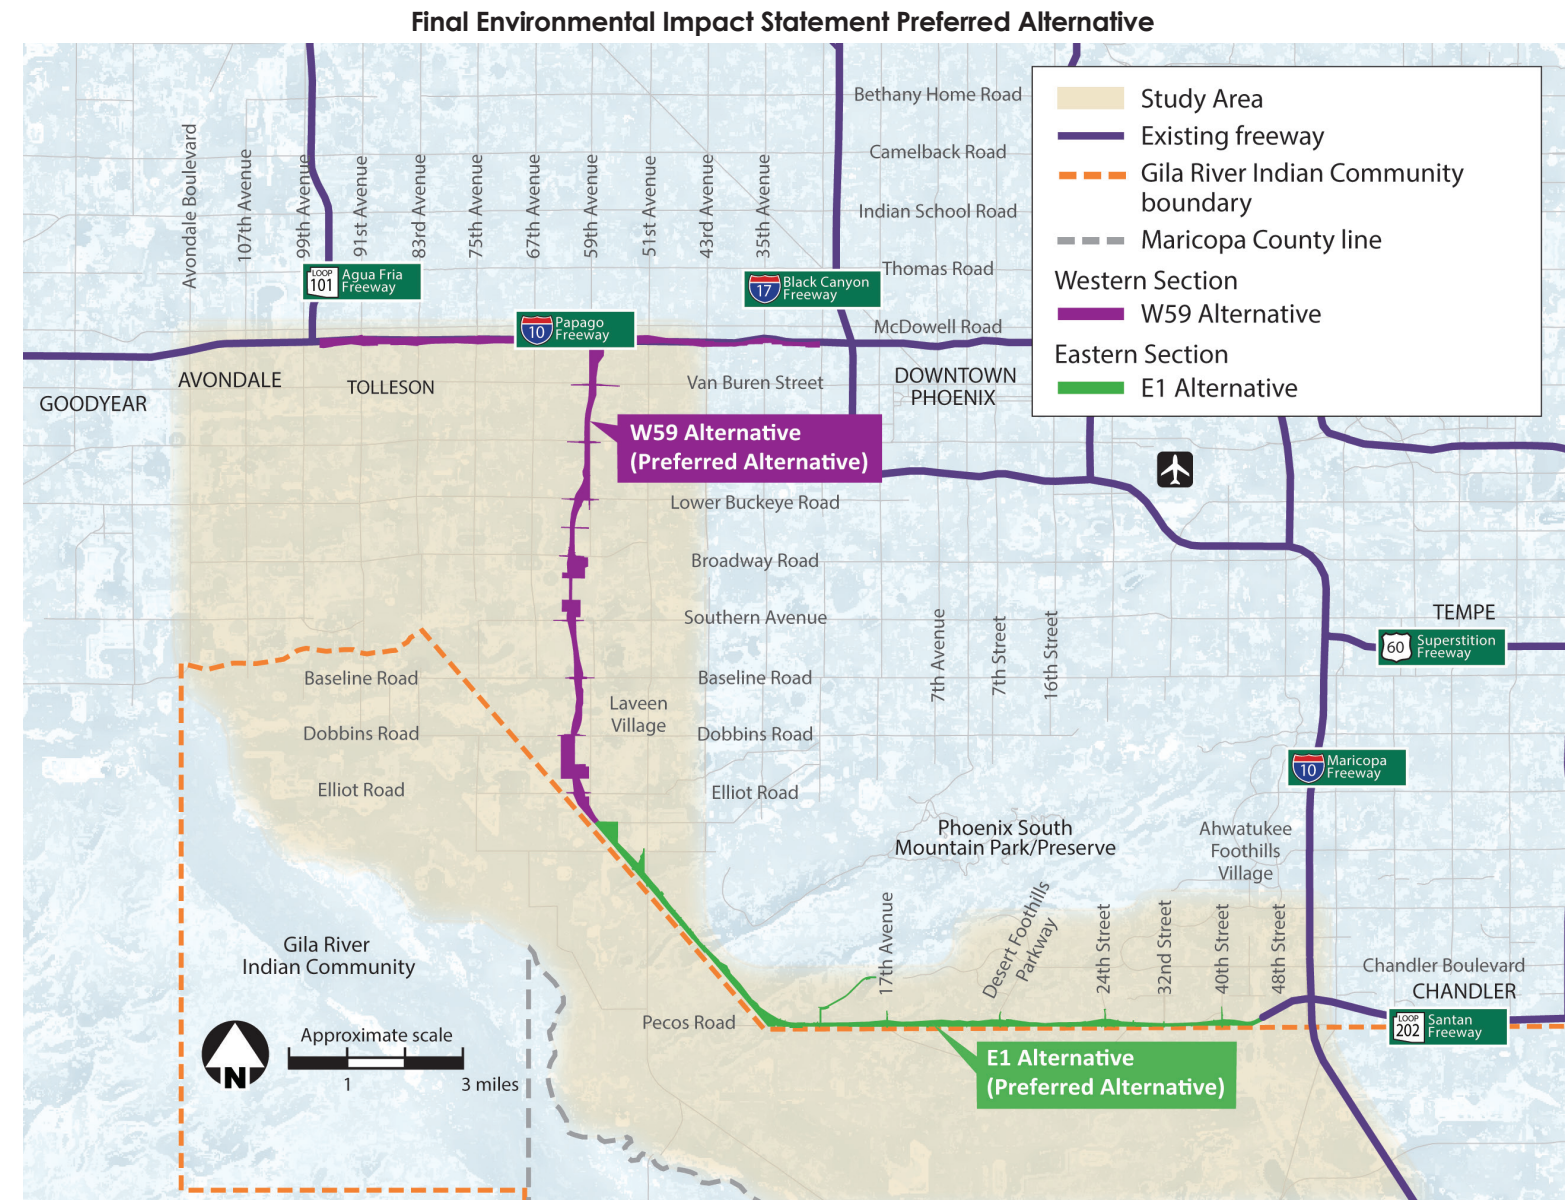 Final Environmental Impact Statement Preferred Alternative
Bethany Home Road
Camelback Road
Indian School Road
Thomas Road
McDowell Road
Study Area
Existing freeway
Gila River Indian Community
boundary
Maricopa County line
Western Section
W59 Alternative
Eastern Section
E1 Alternative
Avondale Boulevard
107th Avenue
99th Avenue
91st Avenue
83rd Avenue
75th Avenue
67th Avenue
59th Avenue
51st Avenue
43rd Avenue
35th Avenue
LOOP
101
Agua Fria
Freeway
17
Black Canyon
Freeway
10
Papago
Freeway
GOODYEAR
AVONDALE
TOLLESON
Van Buren Street
DOWNTOWN
PHOENIX
W59 Alternative
(Preferred Alternative)
Lower Buckeye Road
Broadway Road
Southern Avenue
7th Avenue
7th Street
16th Street
TEMPE
60
Superstition
Freeway
Baseline Road
Baseline Road
Laveen
Village
Dobbins Road
Dobbins Road
Elliot Road
Elliot Road
10
Maricopa
Freeway
Phoenix South
Mountain Park/Preserve
Ahwatukee
Foothills
Village
17th Avenue
Desert Foothills
Parkway
24th Street
32nd Street
40th Street
48th Street
Gila River
Indian Community
Chandler Boulevard
CHANDLER
Pecos Road
LOOP
202
Santan
Freeway
N
Approximate scale
1
3 miles
E1 Alternative
(Preferred Alternative)